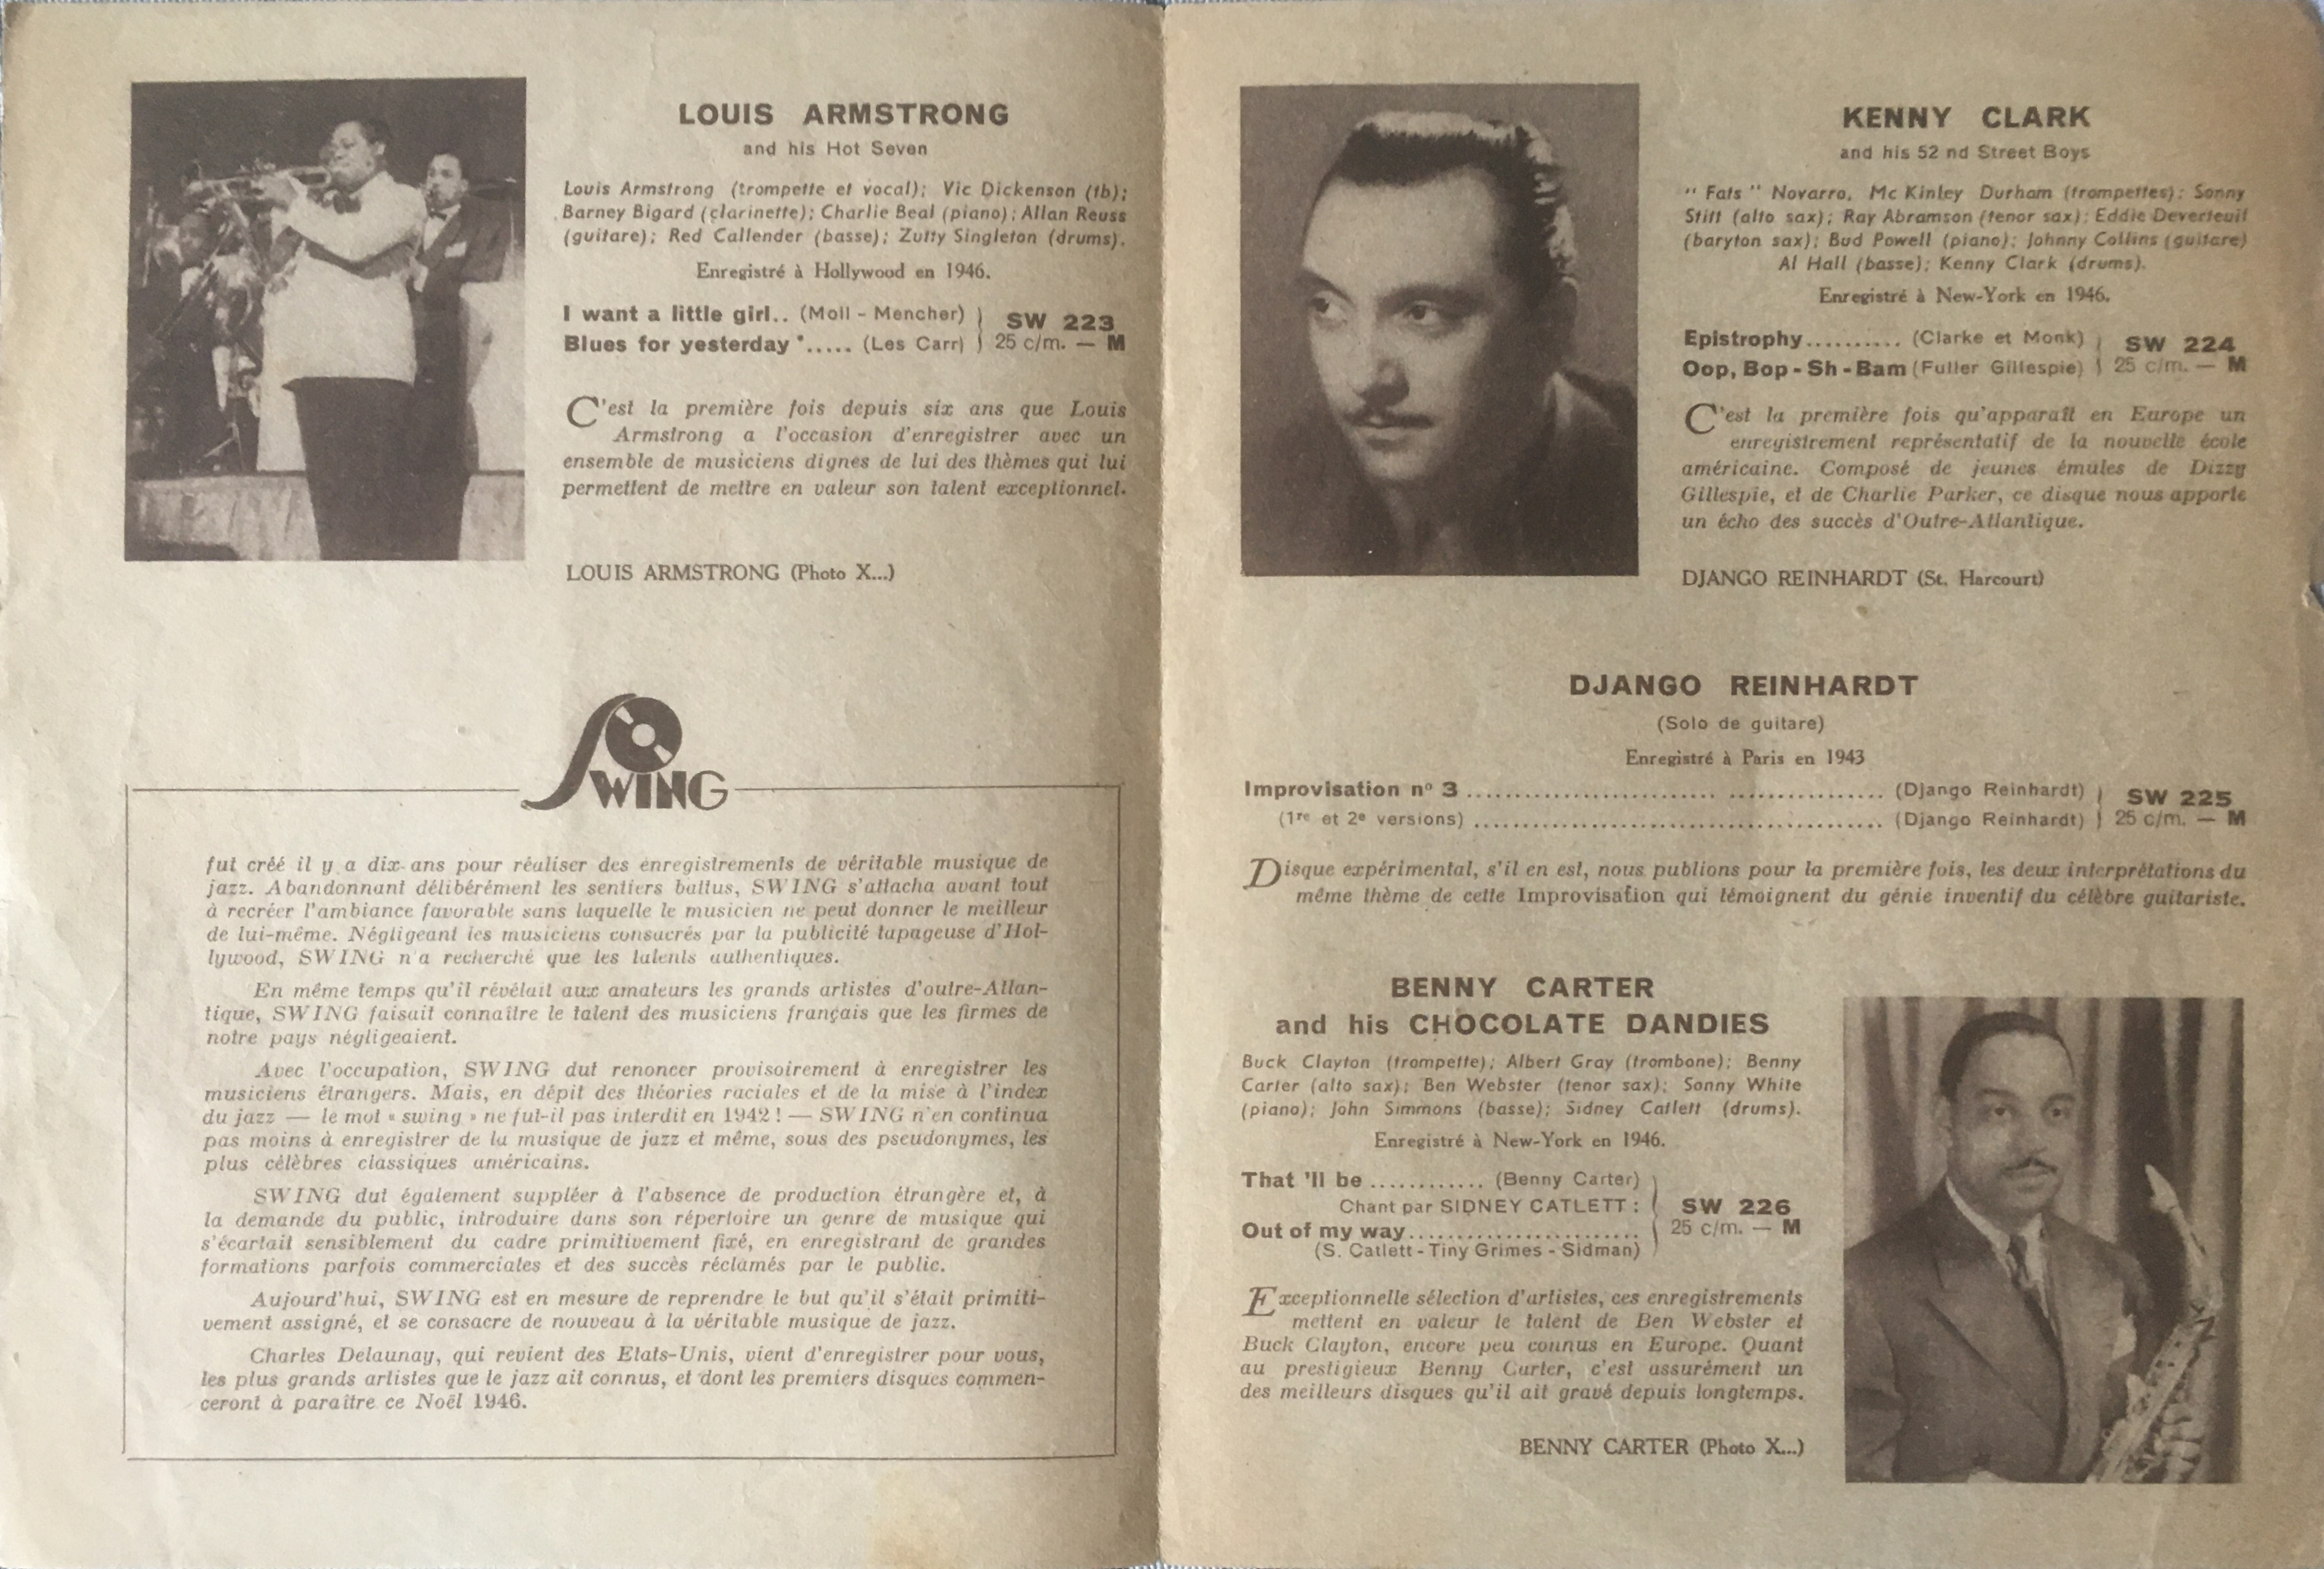 LOUIS ARMSTRONG
and his Hot Seven
Louis Armstrong (trompette et vocal); Vic Dickenson (tb);
Barney Bigard (clarinette); Charlie Beal (piano); Allan Reuss
(guitare); Red Callender (basse); Zutty Singleton (drums).
Enregistré à Hollywood en 1946.
I want a little girl.. (Moll - Mencher)
Blues for yesterday *..... (Les Carr)
SW 223
25 c/m. — M
C'est la première fois depuis six ans que Louis
Armstrong a l'occasion d'enregistrer avec un
ensemble de musiciens dignes de lui des thèmes qui lui
permettent de mettre en valeur son talent exceptionnel.
LOUIS ARMSTRONG (Photo X...)
SWING
fut créé il y a dix ans pour réaliser des enregistrements de véritable musique de
jazz. Abandonnant délibérément les sentiers battus, SWING s'attacha avant tout
à recréer l'ambiance favorable sans laquelle le musicien ne peut donner le meilleur
de lui-même. Négligeant les musiciens consacrés par la publicité tapageuse d'Hol-
lywood, SWING n'a recherché que les talents authentiques.
En même temps qu'il révélait aux amateurs les grands artistes d'outre-Atlan-
tique, SWING faisait connaître le talent des musiciens français que les firmes de
notre pays négligeaient.
Avec l'occupation, SWING dut renoncer provisoirement à enregistrer les
musiciens étrangers. Mais, en dépit des théories raciales et de la mise à l'index
du jazz — le mot « swing » ne fut-il pas interdit en 1942 ! — SWING n'en continua
pas moins à enregistrer de la musique de jazz et même, sous des pseudonymes, les
plus célèbres classiques américains.
SWING dut également suppléer à l'absence de production étrangère et, à
la demande du public, introduire dans son répertoire un genre de musique qui
s'écartait sensiblement du cadre primitivement fixé, en enregistrant de grandes
formations parfois commerciales et des succès réclamés par le public.
Aujourd'hui, SWING est en mesure de reprendre le but qu'il s'était primiti-
vement assigné, et se consacre de nouveau à la véritable musique de jazz.
Charles Delaunay, qui revient des Etats-Unis, vient d'enregistrer pour vous,
les plus grands artistes que le jazz ait connus, et dont les premiers disques commen-
ceront à paraître ce Noël 1946.
KENNY CLARK
and his 52 nd Street Boys
" Fats " Novarro, Mc Kinley Durham (trompettes); Sonny
Stitt (alto sax); Ray Abramson (tenor sax); Eddie Deverteuil
(baryton sax); Bud Powell (piano); Johnny Collins (guitare)
Al Hall (basse); Kenny Clark (drums).
Enregistré à New-York en 1946.
Epistrophy.......... (Clarke et Monk)
Oop, Bop - Sh - Bam (Fuller Gillespie)
SW 224
25 c/m. — M
C'est la première fois qu'apparaît en Europe un
enregistrement représentatif de la nouvelle école
américaine. Composé de jeunes émules de Dizzy
Gillespie, et de Charlie Parker, ce disque nous apporte
un écho des succès d'Outre-Atlantique.
DJANGO REINHARDT (St. Harcourt)
DJANGO REINHARDT
(Solo de guitare)
Enregistré à Paris en 1943
Improvisation nº 3 .......................... ................ (Django Reinhardt)
(1re et 2e versions) ........................................... (Django Reinhardt)
SW 225
25 c/m. — M
Disque expérimental, s'il en est, nous publions pour la première fois, les deux interprétations du
même thème de cette Improvisation qui témoignent du génie inventif du célèbre guitariste.
BENNY CARTER
and his CHOCOLATE DANDIES
Buck Clayton (trompette); Albert Gray (trombone); Benny
Carter (alto sax); Ben Webster (tenor sax); Sonny White
(piano); John Simmons (basse); Sidney Catlett (drums).
Enregistré à New-York en 1946.
That 'll be ............ (Benny Carter)
Chant par SIDNEY CATLETT :
Out of my way........................
(S. Catlett - Tiny Grimes - Sidman)
SW 226
25 c/m. — M
Exceptionnelle sélection d'artistes, ces enregistrements
mettent en valeur le talent de Ben Webster et
Buck Clayton, encore peu connus en Europe. Quant
au prestigieux Benny Carter, c'est assurément un
des meilleurs disques qu'il ait gravé depuis longtemps.
BENNY CARTER (Photo X...)